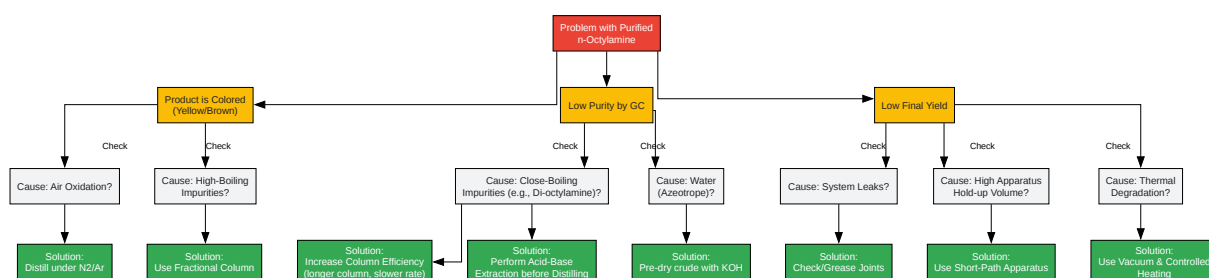 Problem with Purified
n-Octylamine
Product is Colored
(Yellow/Brown)
Low Purity by GC
Low Final Yield
Check
Check
Check
Check
Check
Check
Check
Cause: Air Oxidation?
Cause: High-Boiling
Impurities?
Cause: Close-Boiling
Impurities (e.g., Di-octylamine)?
Cause: Water
(Azeotrope)?
Cause: System Leaks?
Cause: High Apparatus
Hold-up Volume?
Cause: Thermal
Degradation?
Solution:
Distill under N2/Ar
Solution:
Use Fractional Column
Solution:
Increase Column Efficiency
(longer column, slower rate)
Solution:
Perform Acid-Base
Extraction before Distilling
Solution:
Pre-dry crude with KOH
Solution:
Check/Grease Joints
Solution:
Use Short-Path Apparatus
Solution:
Use Vacuum & Controlled
Heating